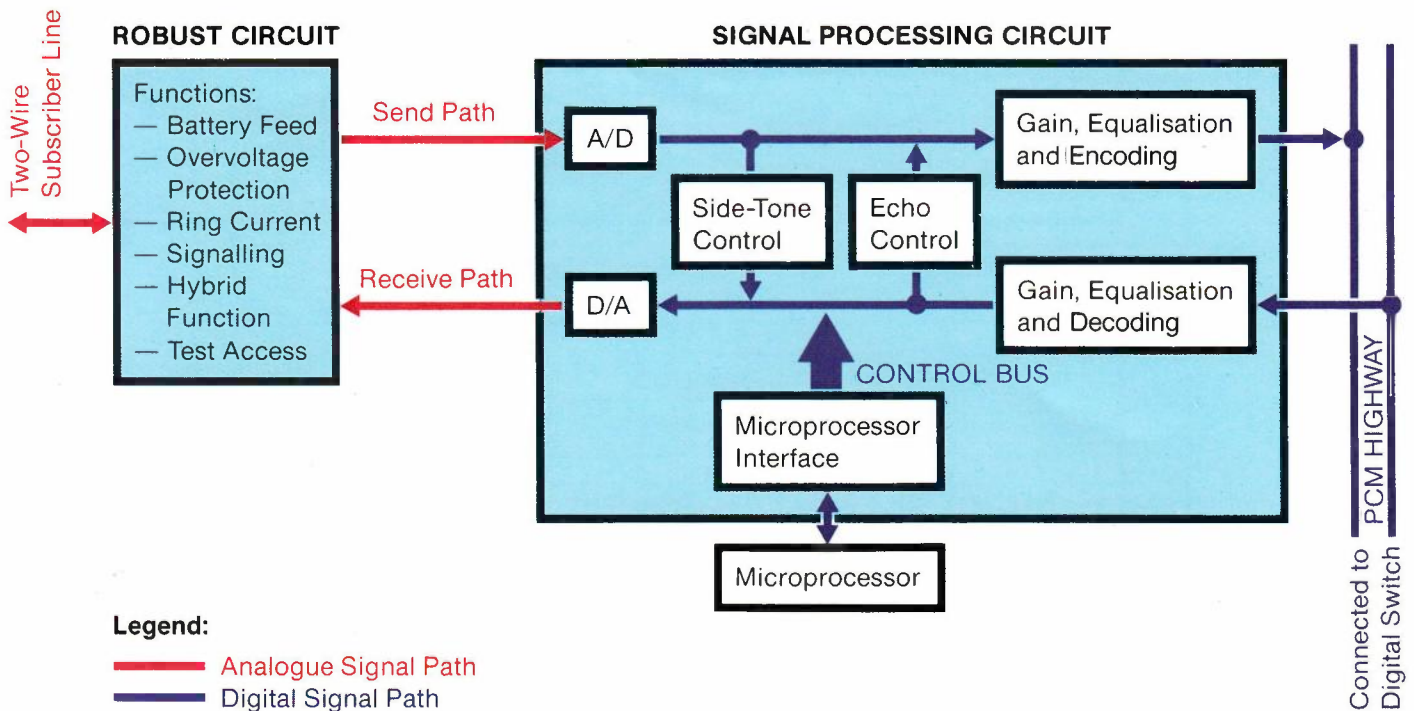 ROBUST CIRCUIT
SIGNAL PROCESSING CIRCUIT
Two-Wire
Subscriber Line
Functions:
— Battery Feed
— Overvoltage
Protection
— Ring Current
— Signalling
— Hybrid
Function
— Test Access
Send Path
Receive Path
A/D
D/A
Side-Tone
Control
Echo
Control
Gain, Equalisation
and Encoding
Gain, Equalisation
and Decoding
CONTROL BUS
Microprocessor
Interface
Microprocessor
PCM HIGHWAY
Connected to
Digital Switch
Legend:
Analogue Signal Path
Digital Signal Path